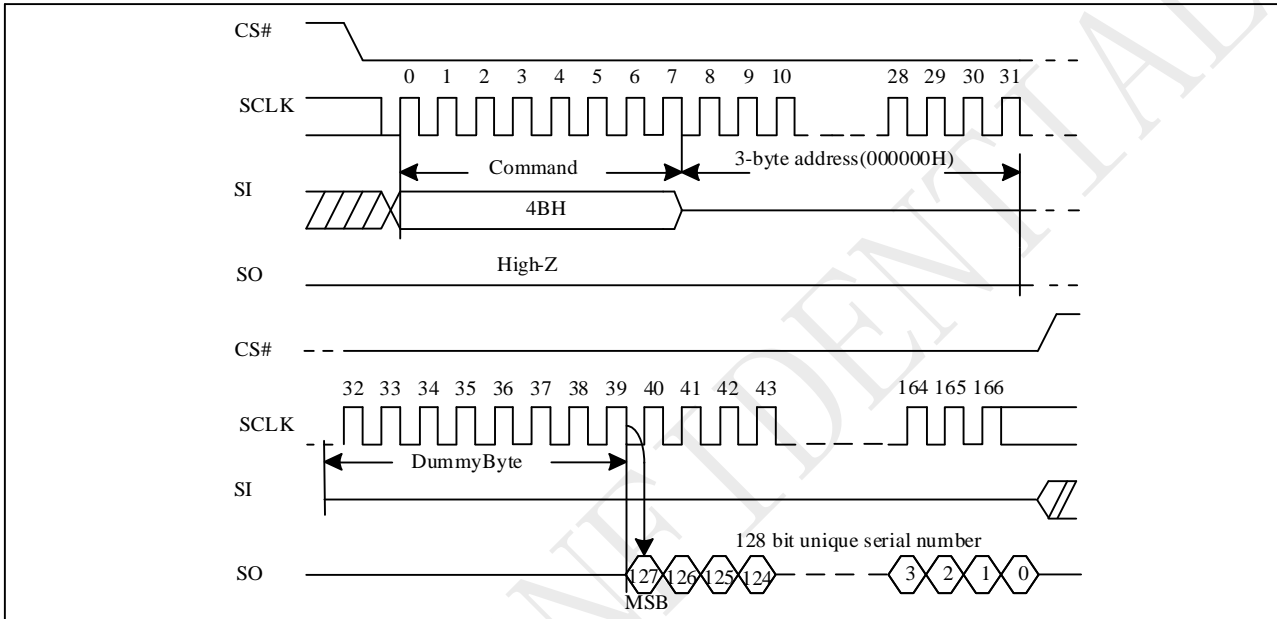 CS#
0 1 2 3 4 5 6 7 8 9 10 28 29 30 31
SCLK
Command
3-byte address(000000H)
SI
4BH
High-Z
SO
CS#
32 33 34 35 36 37 38 39 40 41 42 43 164 165 166
SCLK
DummyByte
SI
128 bit unique serial number
SO
127 126 125 124 3 2 1 0
MSB